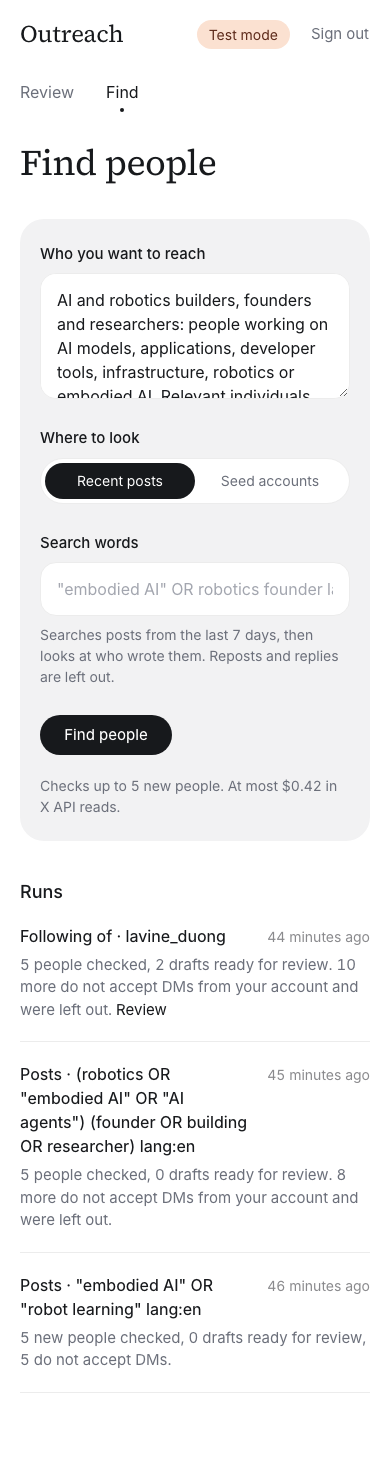 Outreach
Test mode
Sign out
Review
Find
Find people
Who you want to reach
AI and robotics builders, founders
and researchers: people working on
AI models, applications, developer
tools, infrastructure, robotics or
embodied AI. Relevant individuals
Where to look
Recent posts
Seed accounts
Search words
"embodied AI" OR robotics founder
Searches posts from the last 7 days, then
looks at who wrote them. Reposts and replies
are left out.
Find people
Checks up to 5 new people. At most $0.42 in
X API reads.
Runs
Following of · lavine_duong
44 minutes ago
5 people checked, 2 drafts ready for review. 10
more do not accept DMs from your account and
were left out. Review
Posts · (robotics OR
45 minutes ago
"embodied AI" OR "AI
agents") (founder OR building
OR researcher) lang:en
5 people checked, 0 drafts ready for review. 8
more do not accept DMs from your account and
were left out.
Posts · "embodied AI" OR
46 minutes ago
"robot learning" lang:en
5 new people checked, 0 drafts ready for review,
5 do not accept DMs.